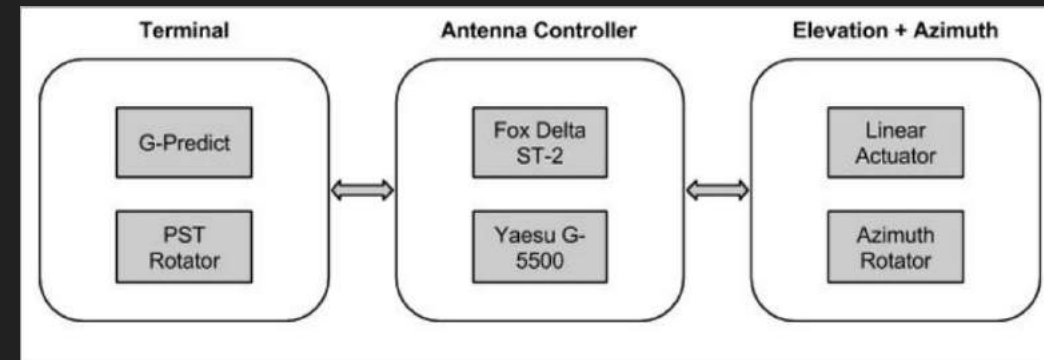 Terminal
Antenna Controller
Elevation + Azimuth
G-Predict
PST
Rotator
Fox Delta
ST-2
Yaesu G-
5500
Linear
Actuator
Azimuth
Rotator